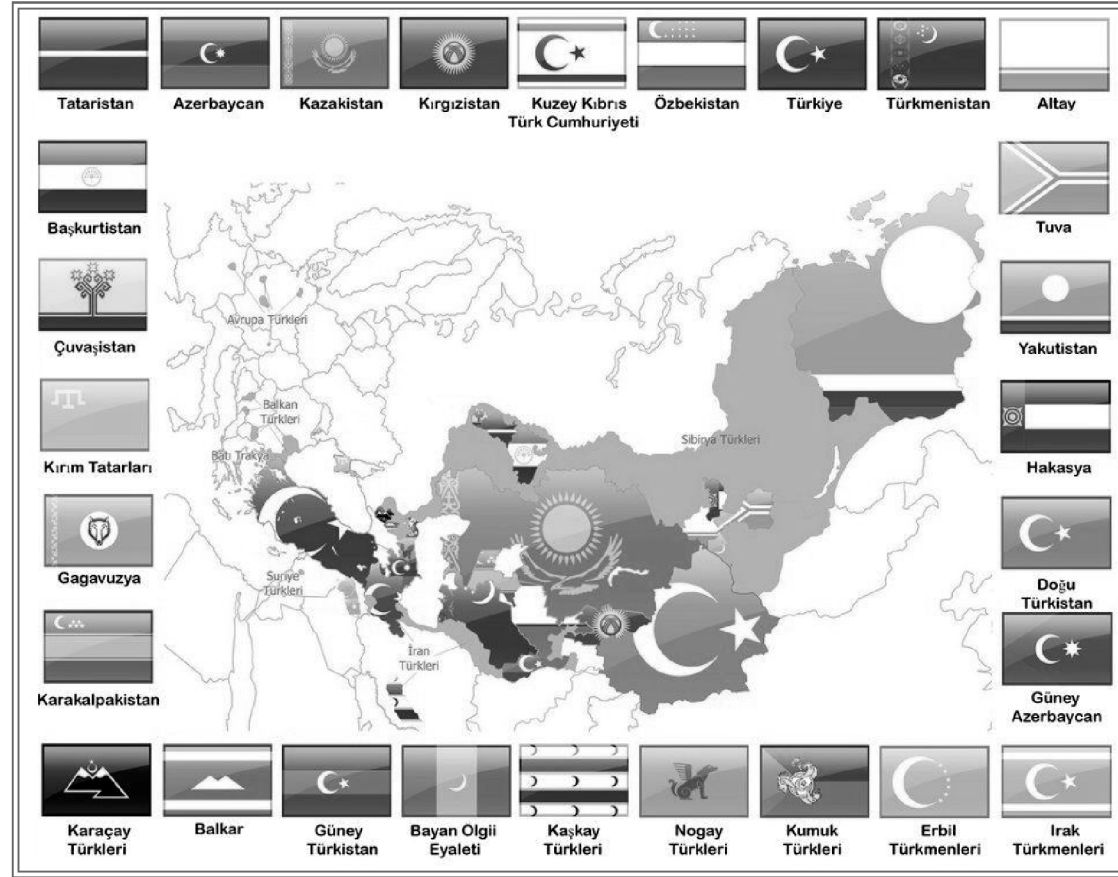 Tataristan
Azerbaycan
Kazakistan
Kırgızistan
Kuzey Kıbrıs
Türk Cumhuriyeti
Özbekistan
Türkiye
Türkmenistan
Altay
Başkurtistan
Tuva
Çuvaşistan
Yakutistan
Kırım Tatarları
Hakasya
Gagavuzya
Doğu
Türkistan
Karakalpakistan
Güney
Azerbaycan
Avrupa Türkleri
Balkan
Türkleri
Batı Trakya
Sibirya Türkleri
Suriye
Türkleri
İran
Türkleri
Karaçay
Türkleri
Balkar
Güney
Türkistan
Bayan Olgii
Eyaleti
Kaşkay
Türkleri
Nogay
Türkleri
Kumuk
Türkleri
Erbil
Türkmenleri
Irak
Türkmenleri